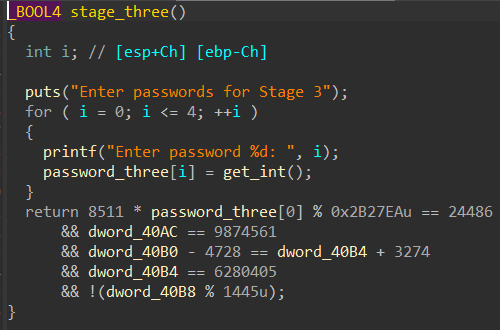 _BOOL4 stage_three()
{
  int i; // [esp+Ch] [ebp-Ch]

  puts("Enter passwords for Stage 3");
  for ( i = 0; i <= 4; ++i )
  {
    printf("Enter password %d: ", i);
    password_three[i] = get_int();
  }
  return 8511 * password_three[0] % 0x2B27EAu == 24486
      && dword_40AC == 9874561
      && dword_40B0 - 4728 == dword_40B4 + 3274
      && dword_40B4 == 6280405
      && !(dword_40B8 % 1445u);
}